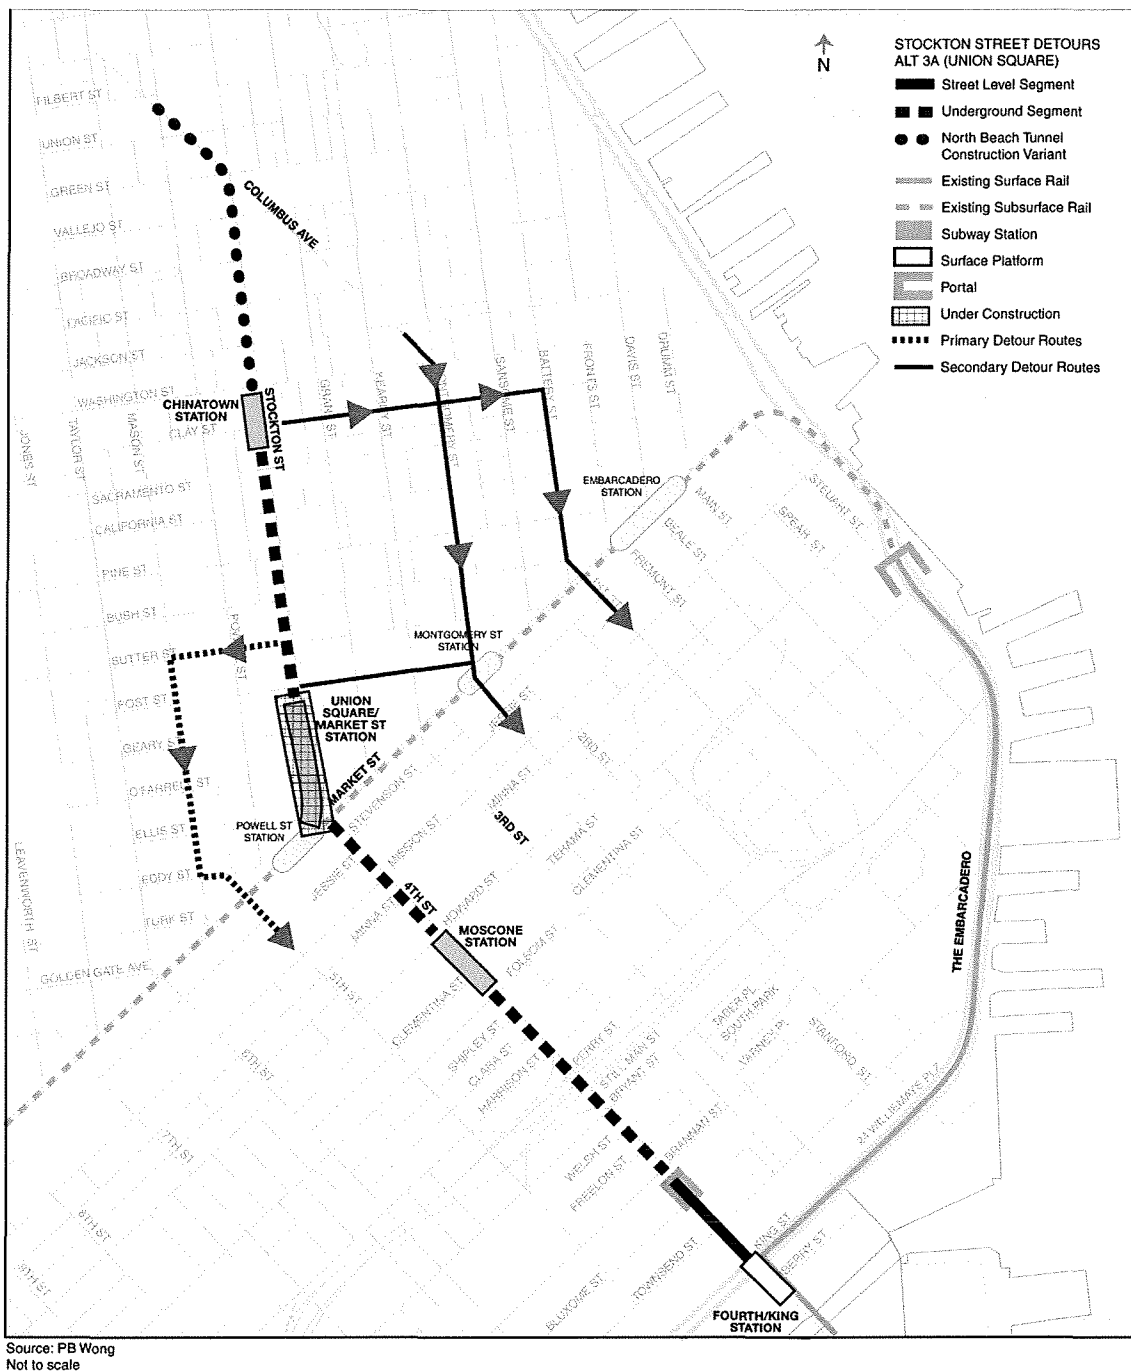 STOCKTON STREET DETOURS
ALT 3A (UNION SQUARE)
Street Level Segment
Underground Segment
North Beach Tunnel
Construction Variant
Existing Surface Rail
Existing Subsurface Rail
Subway Station
Surface Platform
Portal
Under Construction
Primary Detour Routes
Secondary Detour Routes
N
FILBERT ST
UNION ST
GREEN ST
VALLEJO ST
BROADWAY ST
PACIFIC ST
JACKSON ST
WASHINGTON ST
CLAY ST
SACRAMENTO ST
CALIFORNIA ST
PINE ST
BUSH ST
SUTTER ST
POST ST
GEARY ST
O'FARRELL ST
ELLIS ST
EDDY ST
TURK ST
GOLDEN GATE AVE
COLUMBUS AVE
CHINATOWN
STATION
STOCKTON ST
JONES ST
TAYLOR ST
MASON ST
LEAVENWORTH ST
KEARNY ST
BATTERY ST
FRONT ST
DAVIS ST
DRUMM ST
EMBARCADERO
STATION
MAIN ST
BEALE ST
FREMONT ST
STEUART ST
SPEAR ST
MONTGOMERY ST
STATION
UNION
SQUARE/
MARKET ST
STATION
MARKET ST
POWELL ST
STATION
STEVENSON ST
JESSIE ST
MISSION ST
MINNA ST
MINNA ST
2RD ST
3RD ST
TEHAMA ST
CLEMENTINA ST
4TH ST
HOWARD ST
MOSCONE
STATION
FOLSOM ST
CLEMENTINA ST
SHIPLEY ST
CLARA ST
HARRISON ST
PERRY ST
STILLMAN ST
BRYANT ST
5TH ST
6TH ST
7TH ST
8TH ST
9TH ST
TABER PL
SOUTH PARK
VARNEY PL
STANFORD ST
THE EMBARCADERO
24 WILLIE MAYS PLZ
BRANNAN ST
WELSH ST
FREELON ST
TOWNSEND ST
BLUXOME ST
KING ST
BERRY ST
FOURTH/KING
STATION
Source: PB Wong
Not to scale